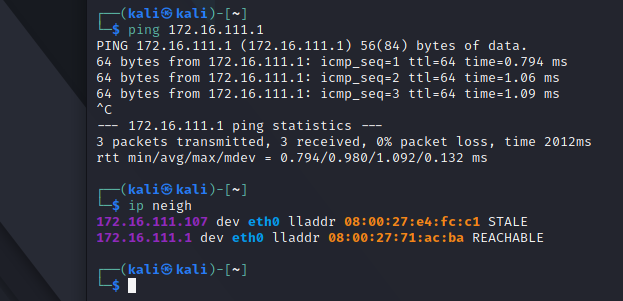 ┌──(kali㉿kali)-[~]
└─$ ping 172.16.111.1
PING 172.16.111.1 (172.16.111.1) 56(84) bytes of data.
64 bytes from 172.16.111.1: icmp_seq=1 ttl=64 time=0.794 ms
64 bytes from 172.16.111.1: icmp_seq=2 ttl=64 time=1.06 ms
64 bytes from 172.16.111.1: icmp_seq=3 ttl=64 time=1.09 ms
^C
--- 172.16.111.1 ping statistics ---
3 packets transmitted, 3 received, 0% packet loss, time 2012ms
rtt min/avg/max/mdev = 0.794/0.980/1.092/0.132 ms
┌──(kali㉿kali)-[~]
└─$ ip neigh
172.16.111.107 dev eth0 lladdr 08:00:27:e4:fc:c1 STALE
172.16.111.1 dev eth0 lladdr 08:00:27:71:ac:ba REACHABLE
┌──(kali㉿kali)-[~]
└─$